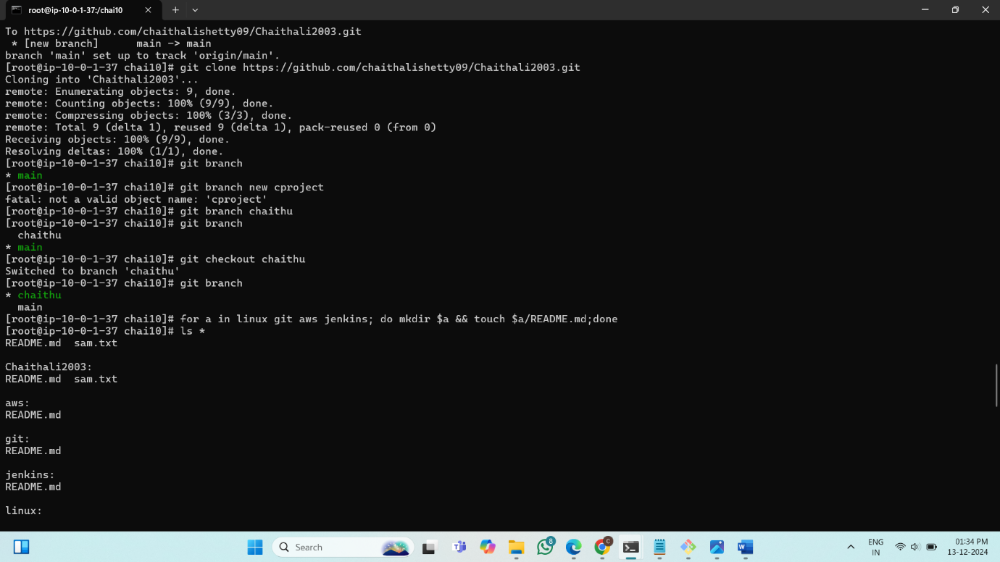 root@ip-10-0-1-37:/chai10
To https://github.com/chaithalishetty09/Chaithali2003.git
 * [new branch]      main -> main
branch 'main' set up to track 'origin/main'.
[root@ip-10-0-1-37 chai10]# git clone https://github.com/chaithalishetty09/Chaithali2003.git
Cloning into 'Chaithali2003'...
remote: Enumerating objects: 9, done.
remote: Counting objects: 100% (9/9), done.
remote: Compressing objects: 100% (3/3), done.
remote: Total 9 (delta 1), reused 9 (delta 1), pack-reused 0 (from 0)
Receiving objects: 100% (9/9), done.
Resolving deltas: 100% (1/1), done.
[root@ip-10-0-1-37 chai10]# git branch
* main
[root@ip-10-0-1-37 chai10]# git branch new cproject
fatal: not a valid object name: 'cproject'
[root@ip-10-0-1-37 chai10]# git branch chaithu
[root@ip-10-0-1-37 chai10]# git branch
  chaithu
* main
[root@ip-10-0-1-37 chai10]# git checkout chaithu
Switched to branch 'chaithu'
[root@ip-10-0-1-37 chai10]# git branch
* chaithu
  main
[root@ip-10-0-1-37 chai10]# for a in linux git aws jenkins; do mkdir $a && touch $a/README.md;done
[root@ip-10-0-1-37 chai10]# ls *
README.md  sam.txt
Chaithali2003:
README.md  sam.txt
aws:
README.md
git:
README.md
jenkins:
README.md
linux:
Search
8
C
ENG
IN
01:34 PM
13-12-2024